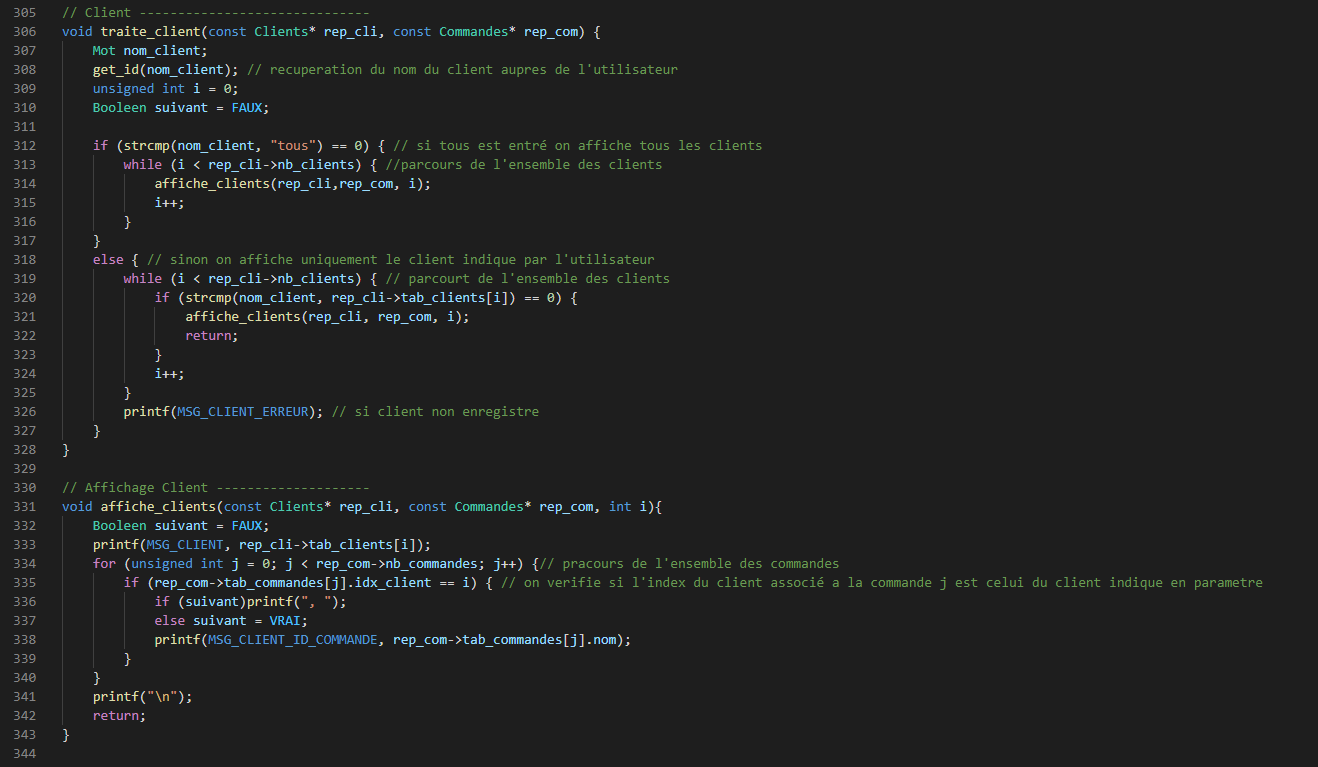 305 // Client ------------------------------
306 void traite_client(const Clients* rep_cli, const Commandes* rep_com) {
307     Mot nom_client;
308     get_id(nom_client); // recuperation du nom du client aupres de l'utilisateur
309     unsigned int i = 0;
310     Booleen suivant = FAUX;
311
312     if (strcmp(nom_client, "tous") == 0) { // si tous est entré on affiche tous les clients
313         while (i < rep_cli->nb_clients) { //parcours de l'ensemble des clients
314             affiche_clients(rep_cli,rep_com, i);
315             i++;
316         }
317     }
318     else { // sinon on affiche uniquement le client indique par l'utilisateur
319         while (i < rep_cli->nb_clients) { // parcourt de l'ensemble des clients
320             if (strcmp(nom_client, rep_cli->tab_clients[i]) == 0) {
321                 affiche_clients(rep_cli, rep_com, i);
322                 return;
323             }
324             i++;
325         }
326         printf(MSG_CLIENT_ERREUR); // si client non enregistre
327     }
328 }
329
330 // Affichage Client --------------------
331 void affiche_clients(const Clients* rep_cli, const Commandes* rep_com, int i){
332     Booleen suivant = FAUX;
333     printf(MSG_CLIENT, rep_cli->tab_clients[i]);
334     for (unsigned int j = 0; j < rep_com->nb_commandes; j++) {// pracours de l'ensemble des commandes
335         if (rep_com->tab_commandes[j].idx_client == i) { // on verifie si l'index du client associé a la commande j est celui du client indique en parametre
336             if (suivant)printf(", ");
337             else suivant = VRAI;
338             printf(MSG_CLIENT_ID_COMMANDE, rep_com->tab_commandes[j].nom);
339         }
340     }
341     printf("\n");
342     return;
343 }
344